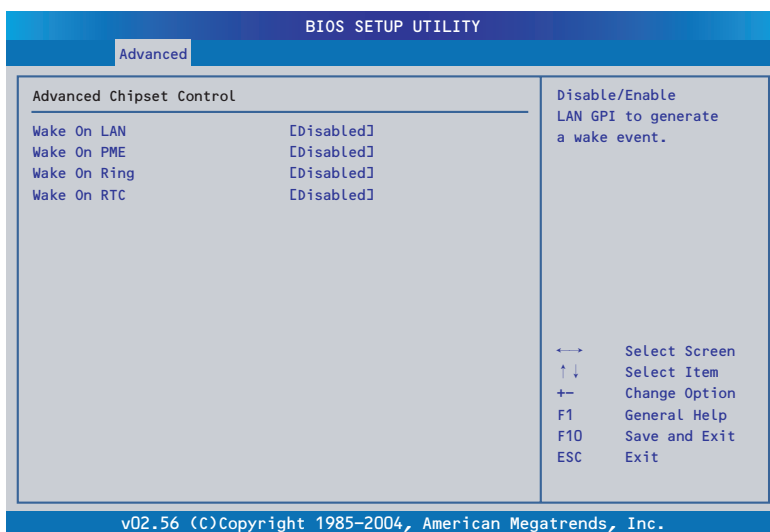 BIOS SETUP UTILITY
Advanced
Advanced Chipset Control
Wake On LAN [Disabled]
Wake On PME [Disabled]
Wake On Ring [Disabled]
Wake On RTC [Disabled]
Disable/Enable
LAN GPI to generate
a wake event.
←→ Select Screen
↑↓ Select Item
+- Change Option
F1 General Help
F10 Save and Exit
ESC Exit
v02.56 (C)Copyright 1985-2004, American Megatrends, Inc.